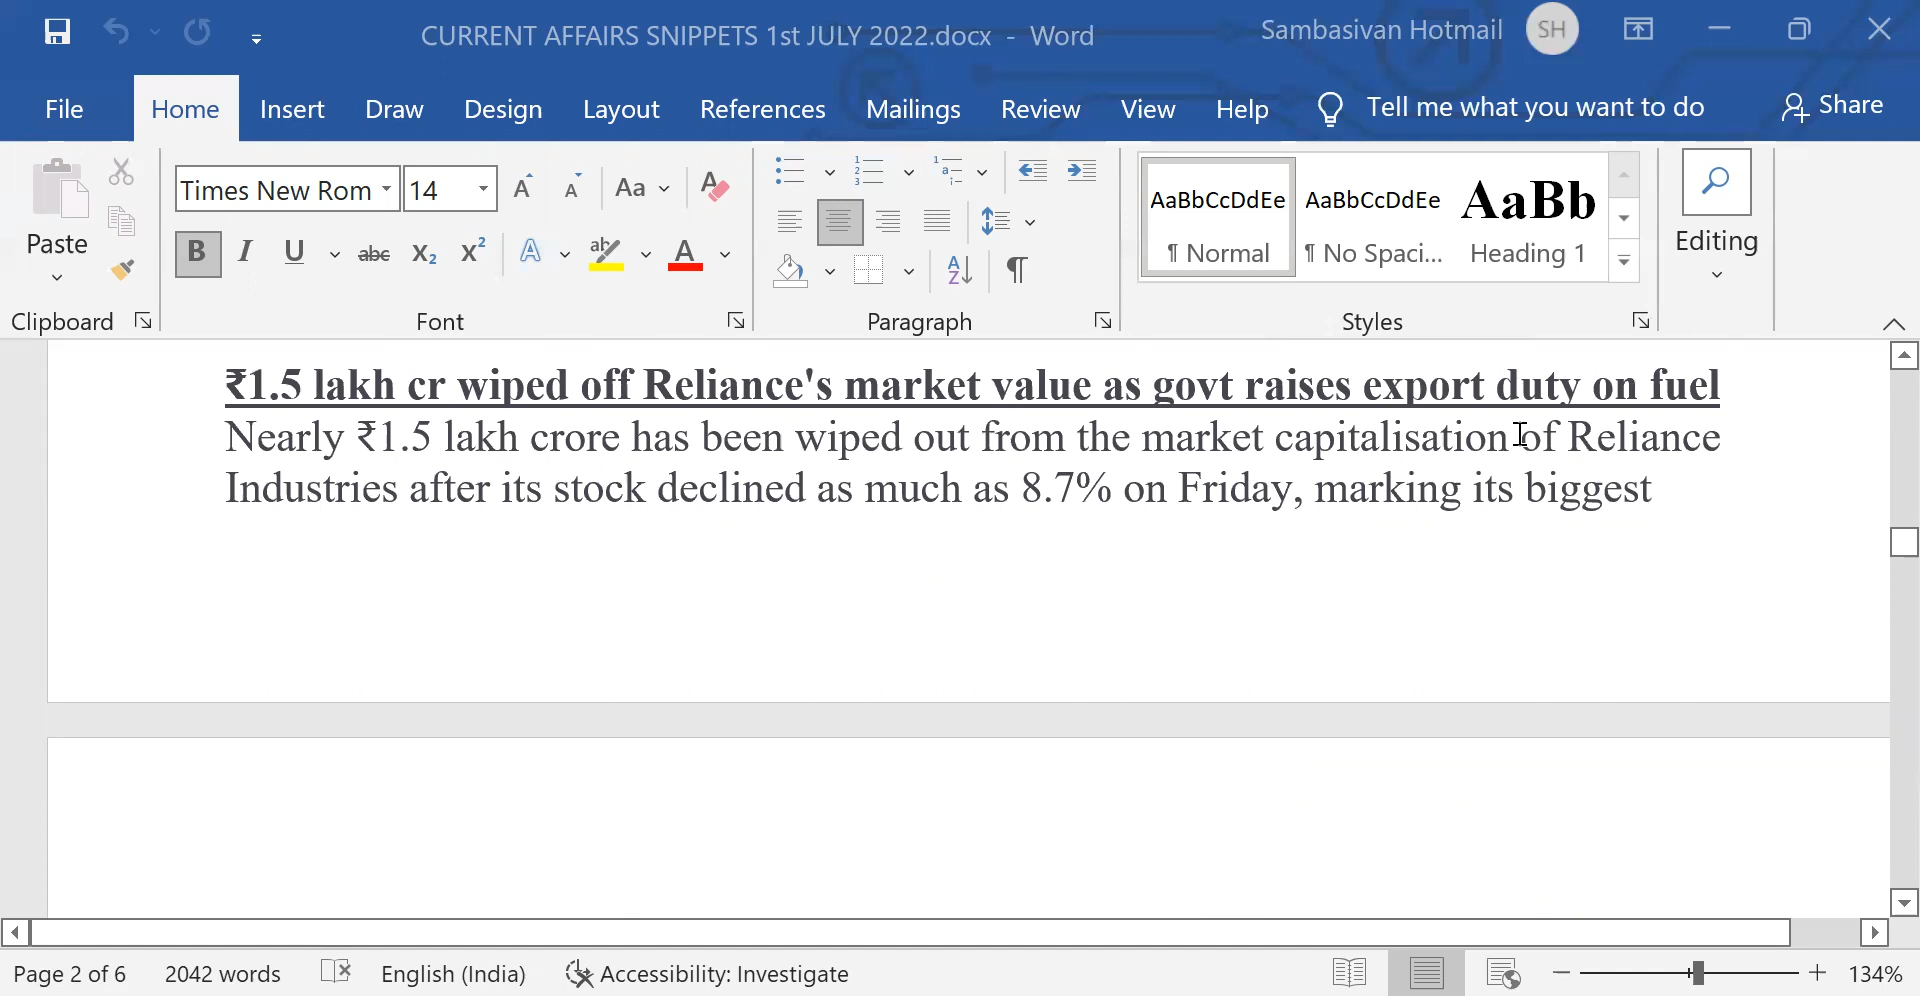 CURRENT AFFAIRS SNIPPETS 1st JULY 2022.docx - Word
Sambasivan Hotmail SH
File Home Insert Draw Design Layout References Mailings Review View Help Tell me what you want to do Share
Times New Rom 14 Aa
Paste
B I U abc X₂ X² A ab A
AaBbCcDdEe AaBbCcDdEe AaBb
¶ Normal ¶ No Spaci... Heading 1
Editing
Clipboard Font Paragraph Styles
₹1.5 lakh cr wiped off Reliance's market value as govt raises export duty on fuel
Nearly ₹1.5 lakh crore has been wiped out from the market capitalisation of Reliance
Industries after its stock declined as much as 8.7% on Friday, marking its biggest
Page 2 of 6 2042 words English (India) Accessibility: Investigate 134%